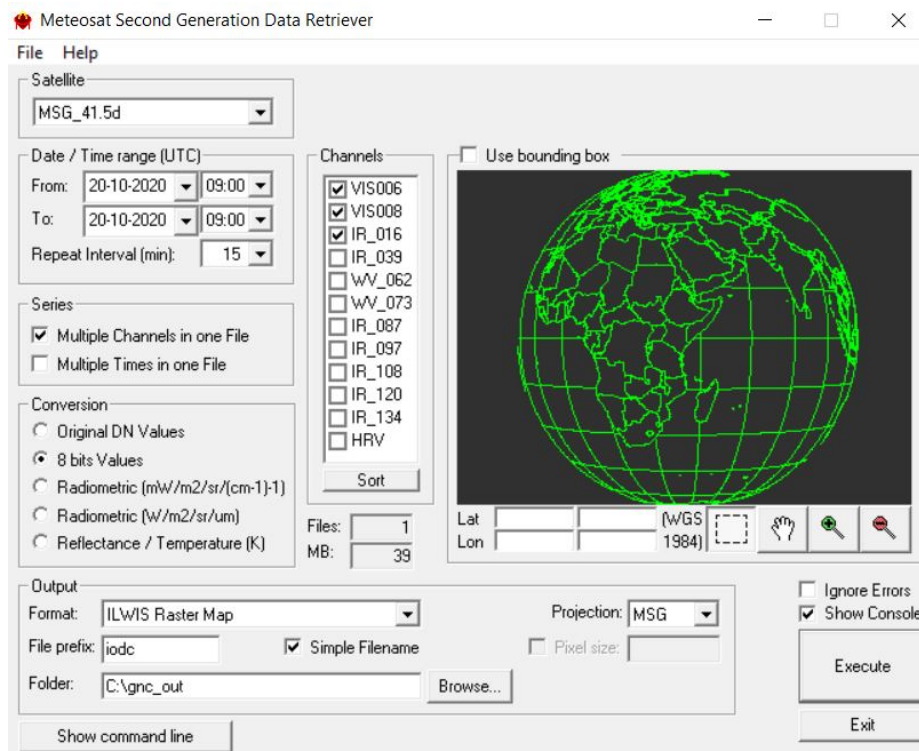 Meteosat Second Generation Data Retriever
File Help
Satellite
MSG_41.5d
Date / Time range (UTC)
From: 20-10-2020 09:00
To: 20-10-2020 09:00
Repeat Interval (min): 15
Series
Multiple Channels in one File
Multiple Times in one File
Conversion
Original DN Values
8 bits Values
Radiometric (mW/m2/sr/(cm-1)-1)
Radiometric (W/m2/sr/um)
Reflectance / Temperature (K)
Channels
VIS006
VIS008
IR_016
IR_039
WV_062
WV_073
IR_087
IR_097
IR_108
IR_120
IR_134
HRV
Sort
Files: 1
MB: 39
Use bounding box
Lat (WGS
Lon 1984)
Output
Format: ILWIS Raster Map Projection: MSG
File prefix: iodc Simple Filename Pixel size:
Folder: C:\gnc_out Browse...
Ignore Errors
Show Console
Execute
Show command line
Exit